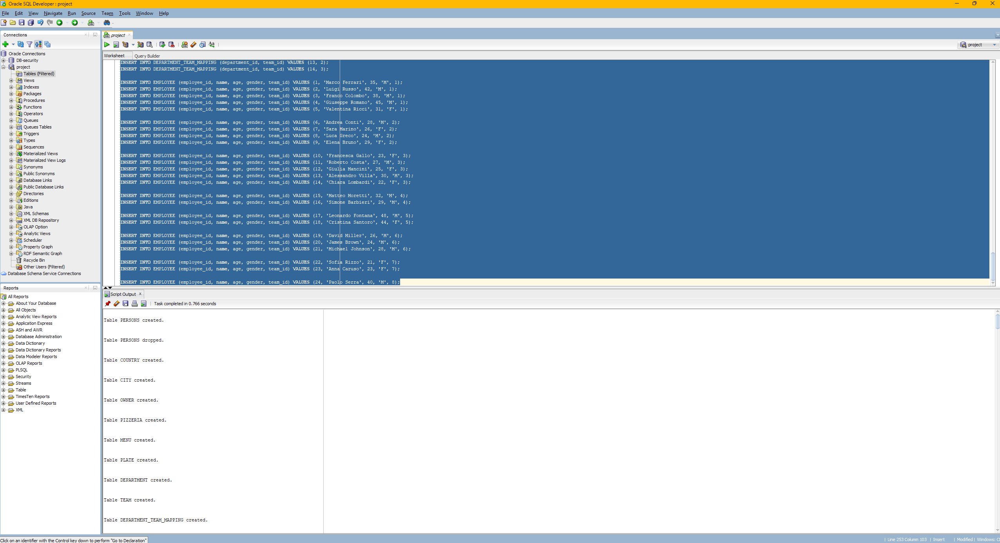 Oracle SQL Developer : project
File Edit View Navigate Run Source Team Tools Window Help
Connections
Oracle Connections
DB-security
project
Tables (Filtered)
Views
Indexes
Packages
Procedures
Functions
Operators
Queues
Queues Tables
Triggers
Types
Sequences
Materialized Views
Materialized View Logs
Synonyms
Public Synonyms
Database Links
Public Database Links
Directories
Editions
Java
XML Schemas
XML DB Repository
OLAP Option
Analytic Views
Scheduler
Property Graph
RDF Semantic Graph
Recycle Bin
Other Users (Filtered)
Database Schema Service Connections
Reports
All Reports
About Your Database
All Objects
Analytic View Reports
Application Express
ASH and AWR
Database Administration
Data Dictionary
Data Dictionary Reports
Data Modeler Reports
OLAP Reports
PLSQL
Security
Streams
Table
TimesTen Reports
User Defined Reports
XML
project
project
Worksheet Query Builder
INSERT INTO DEPARTMENT_TEAM_MAPPING (department_id, team_id) VALUES (13, 2);
INSERT INTO DEPARTMENT_TEAM_MAPPING (department_id, team_id) VALUES (14, 3);
INSERT INTO EMPLOYEE (employee_id, name, age, gender, team_id) VALUES (1, 'Marco Ferrari', 35, 'M', 1);
INSERT INTO EMPLOYEE (employee_id, name, age, gender, team_id) VALUES (2, 'Luigi Russo', 42, 'M', 1);
INSERT INTO EMPLOYEE (employee_id, name, age, gender, team_id) VALUES (3, 'Franco Colombo', 38, 'M', 1);
INSERT INTO EMPLOYEE (employee_id, name, age, gender, team_id) VALUES (4, 'Giuseppe Romano', 45, 'M', 1);
INSERT INTO EMPLOYEE (employee_id, name, age, gender, team_id) VALUES (5, 'Valentina Ricci', 31, 'F', 1);
INSERT INTO EMPLOYEE (employee_id, name, age, gender, team_id) VALUES (6, 'Andrea Conti', 28, 'M', 2);
INSERT INTO EMPLOYEE (employee_id, name, age, gender, team_id) VALUES (7, 'Sara Marino', 26, 'F', 2);
INSERT INTO EMPLOYEE (employee_id, name, age, gender, team_id) VALUES (8, 'Luca Greco', 24, 'M', 2);
INSERT INTO EMPLOYEE (employee_id, name, age, gender, team_id) VALUES (9, 'Elena Bruno', 29, 'F', 2);
INSERT INTO EMPLOYEE (employee_id, name, age, gender, team_id) VALUES (10, 'Francesca Gallo', 23, 'F', 3);
INSERT INTO EMPLOYEE (employee_id, name, age, gender, team_id) VALUES (11, 'Roberto Costa', 27, 'M', 3);
INSERT INTO EMPLOYEE (employee_id, name, age, gender, team_id) VALUES (12, 'Giulia Mancini', 25, 'F', 3);
INSERT INTO EMPLOYEE (employee_id, name, age, gender, team_id) VALUES (13, 'Alessandro Villa', 30, 'M', 3);
INSERT INTO EMPLOYEE (employee_id, name, age, gender, team_id) VALUES (14, 'Chiara Lombardi', 22, 'F', 3);
INSERT INTO EMPLOYEE (employee_id, name, age, gender, team_id) VALUES (15, 'Matteo Moretti', 32, 'M', 4);
INSERT INTO EMPLOYEE (employee_id, name, age, gender, team_id) VALUES (16, 'Simone Barbieri', 29, 'M', 4);
INSERT INTO EMPLOYEE (employee_id, name, age, gender, team_id) VALUES (17, 'Leonardo Fontana', 48, 'M', 5);
INSERT INTO EMPLOYEE (employee_id, name, age, gender, team_id) VALUES (18, 'Cristina Santoro', 44, 'F', 5);
INSERT INTO EMPLOYEE (employee_id, name, age, gender, team_id) VALUES (19, 'David Miller', 26, 'M', 6);
INSERT INTO EMPLOYEE (employee_id, name, age, gender, team_id) VALUES (20, 'James Brown', 24, 'M', 6);
INSERT INTO EMPLOYEE (employee_id, name, age, gender, team_id) VALUES (21, 'Michael Johnson', 28, 'M', 6);
INSERT INTO EMPLOYEE (employee_id, name, age, gender, team_id) VALUES (22, 'Sofia Rizzo', 21, 'F', 7);
INSERT INTO EMPLOYEE (employee_id, name, age, gender, team_id) VALUES (23, 'Anna Caruso', 23, 'F', 7);
INSERT INTO EMPLOYEE (employee_id, name, age, gender, team_id) VALUES (24, 'Paolo Serra', 40, 'M', 8);
Script Output
Task completed in 0.766 seconds
Table PERSONS created.
Table PERSONS dropped.
Table COUNTRY created.
Table CITY created.
Table OWNER created.
Table PIZZERIA created.
Table MENU created.
Table PLATE created.
Table DEPARTMENT created.
Table TEAM created.
Table DEPARTMENT_TEAM_MAPPING created.
Click on an identifier with the Control key down to perform "Go to Declaration"
Line 253 Column 103 | Insert | Modified | Windows: C